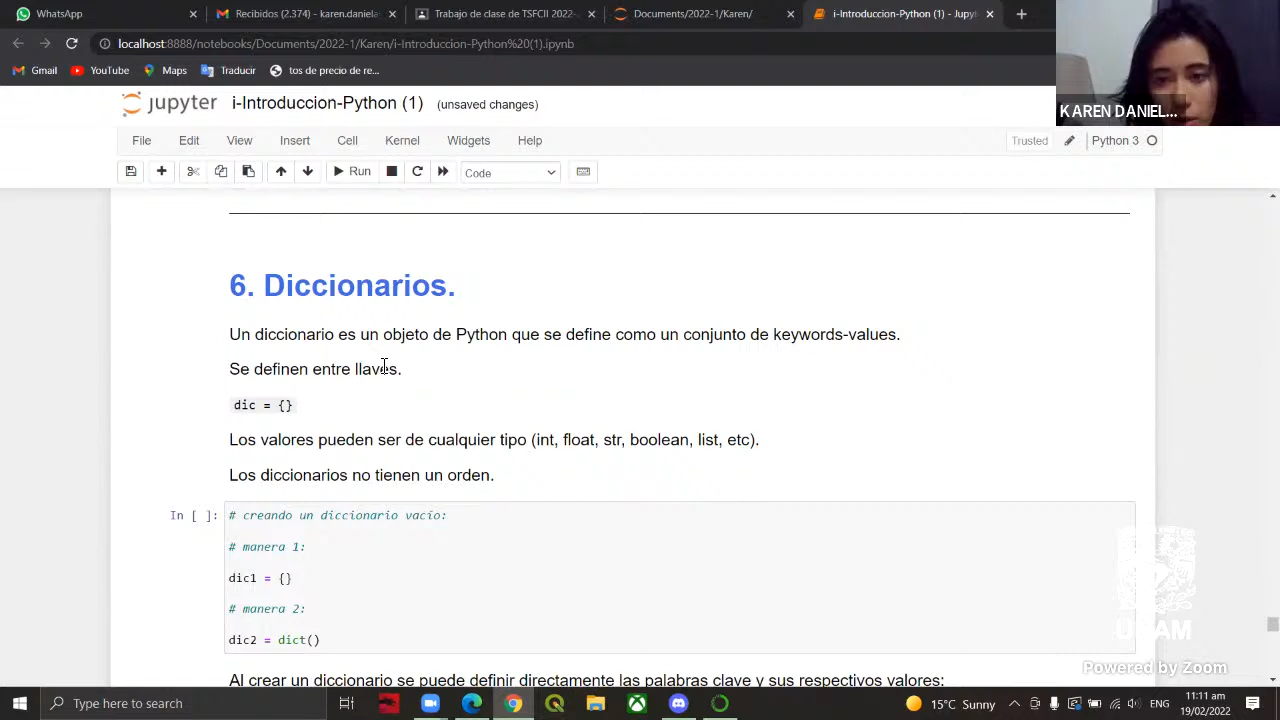 WhatsApp
Recibidos (2.374) - karen.daniela
Trabajo de clase de TSFCII 2022-
Documents/2022-1/Karen/
i-Introduccion-Python (1) - Jupyt
localhost:8888/notebooks/Documents/2022-1/Karen/i-Introduccion-Python%20(1).ipynb
Gmail YouTube Maps Traducir tos de precio de re...
KAREN DANIEL...
jupyter i-Introduccion-Python (1) (unsaved changes)
File Edit View Insert Cell Kernel Widgets Help Trusted Python 3
Run Code
6. Diccionarios.
Un diccionario es un objeto de Python que se define como un conjunto de keywords-values.
Se definen entre llaves.
dic = {}
Los valores pueden ser de cualquier tipo (int, float, str, boolean, list, etc).
Los diccionarios no tienen un orden.
In [ ]: # creando un diccionario vacio:
# manera 1:
dic1 = {}
# manera 2:
dic2 = dict()
UNAM
Powered by Zoom
Al crear un diccionario se puede definir directamente las palabras clave y sus respectivos valores:
Type here to search
15°C Sunny
11:11 am
19/02/2022